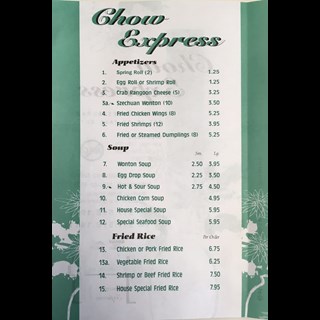 Chow
Express
Appetizers
1. Spring Roll (2) 1.25
2. Egg Roll or Shrimp Roll 1.25
3. Crab Rangoon Cheese (5) 3.25
3a. Szechuan Wonton (10) 3.50
4. Fried Chicken Wings (8) 5.25
5. Fried Shrimps (12) 3.95
6. Fried or Steamed Dumplings (8) 5.25
Soup Sm. Lg.
7. Wonton Soup 2.50 3.95
8. Egg Drop Soup 2.25 3.50
9. Hot & Sour Soup 2.75 4.50
10. Chicken Corn Soup 4.95
11. House Special Soup 5.95
12. Special Seafood Soup 5.95
Fried Rice Per Order
13. Chicken or Pork Fried Rice 6.75
13a. Vegetable Fried Rice 6.25
14. Shrimp or Beef Fried Rice 7.50
15. House Special Fried Rice 7.95